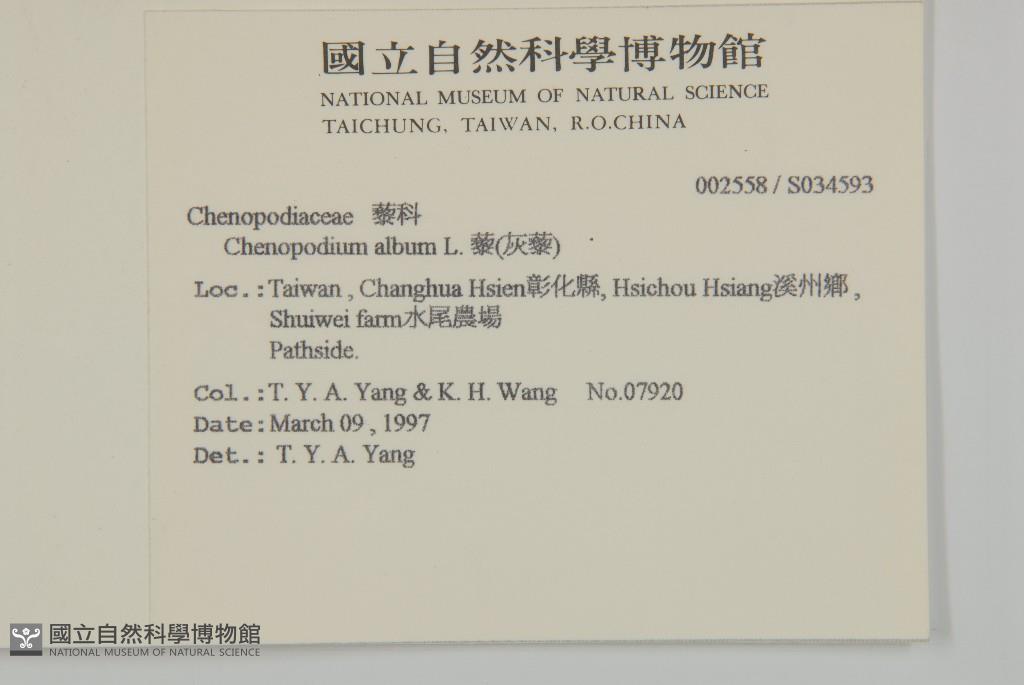 國立自然科學博物館
NATIONAL MUSEUM OF NATURAL SCIENCE
TAICHUNG, TAIWAN, R.O.CHINA
002558 / S034593
Chenopodiaceae 藜科
Chenopodium album L. 藜(灰藜)
Loc.:Taiwan , Changhua Hsien彰化縣, Hsichou Hsiang溪州鄉 ,
Shuiwei farm水尾農場
Pathside.
Col.:T. Y. A. Yang & K. H. Wang No.07920
Date:March 09 , 1997
Det.: T. Y. A. Yang
國立自然科學博物館
NATIONAL MUSEUM OF NATURAL SCIENCE